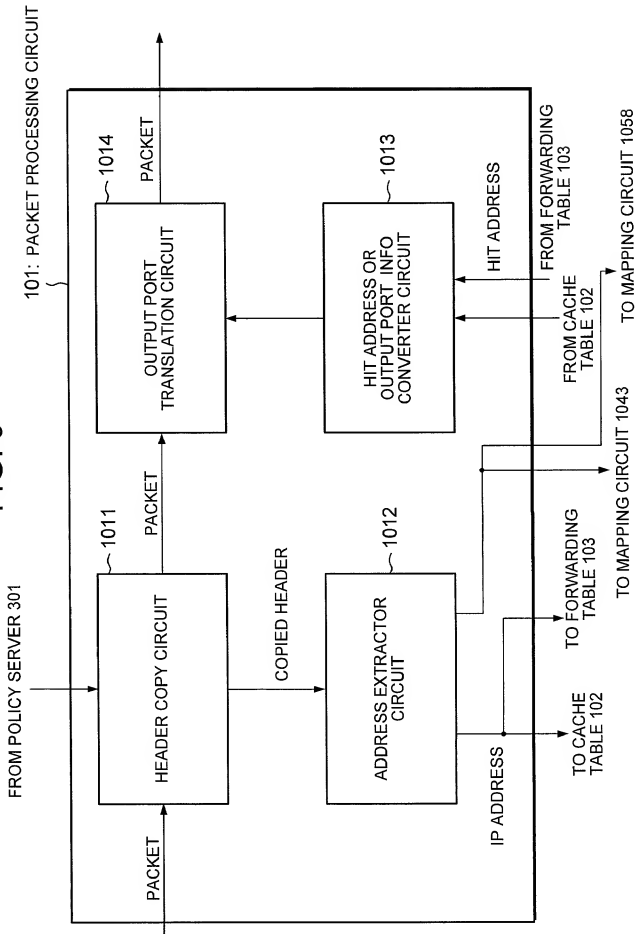 101: PACKET PROCESSING CIRCUIT
FROM POLICY SERVER 301
PACKET
1011
HEADER COPY CIRCUIT
PACKET
1014
OUTPUT PORT
TRANSLATION CIRCUIT
PACKET
COPIED HEADER
1012
ADDRESS EXTRACTOR
CIRCUIT
1013
HIT ADDRESS OR
OUTPUT PORT INFO
CONVERTER CIRCUIT
IP ADDRESS
HIT ADDRESS
TO CACHE
TABLE 102
TO FORWARDING
TABLE 103
TO MAPPING CIRCUIT 1043
FROM CACHE
TABLE 102
FROM FORWARDING
TABLE 103
TO MAPPING CIRCUIT 1058